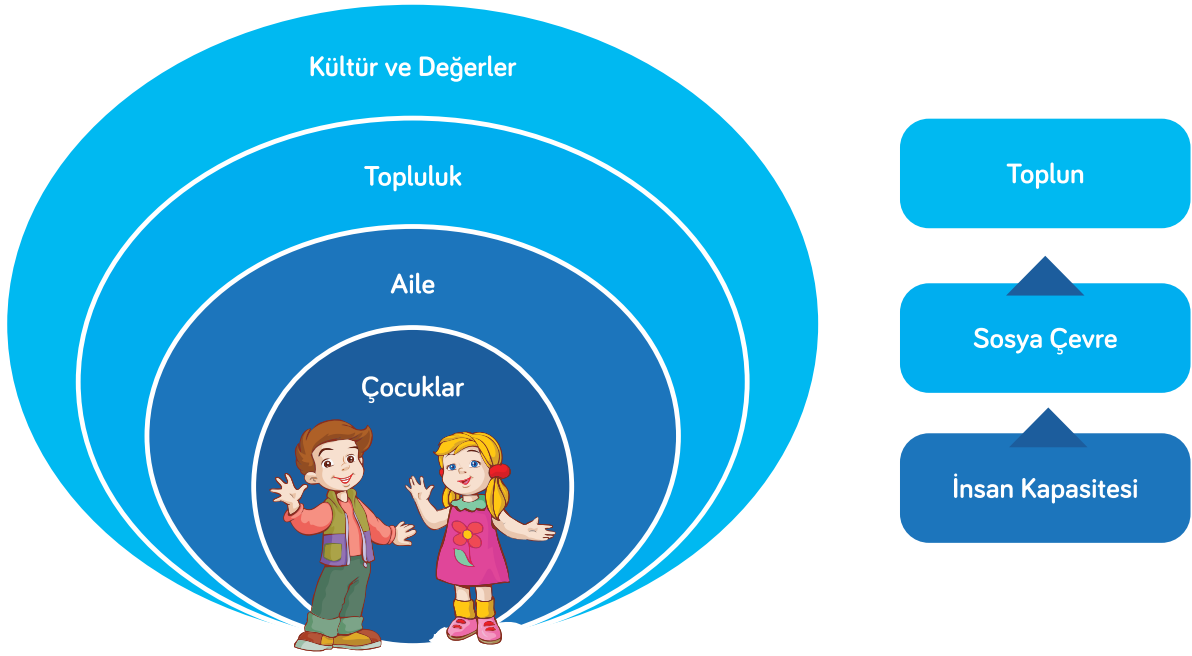 Kültür ve Değerler
Topluluk
Aile
Çocuklar
Toplun
Sosya Çevre
İnsan Kapasitesi